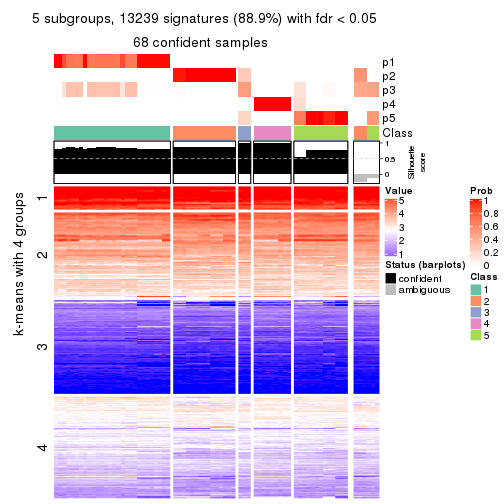 5 subgroups, 13239 signatures (88.9%) with fdr < 0.05
68 confident samples
p1
p2
p3
p4
p5
Class
1
0.5
0
Silhouette
score
k-means with 4 groups
1
2
3
4
Value
5
4
3
2
1
Status (barplots)
confident
ambiguous
Prob
1
0.8
0.6
0.4
0.2
0
Class
1
2
3
4
5